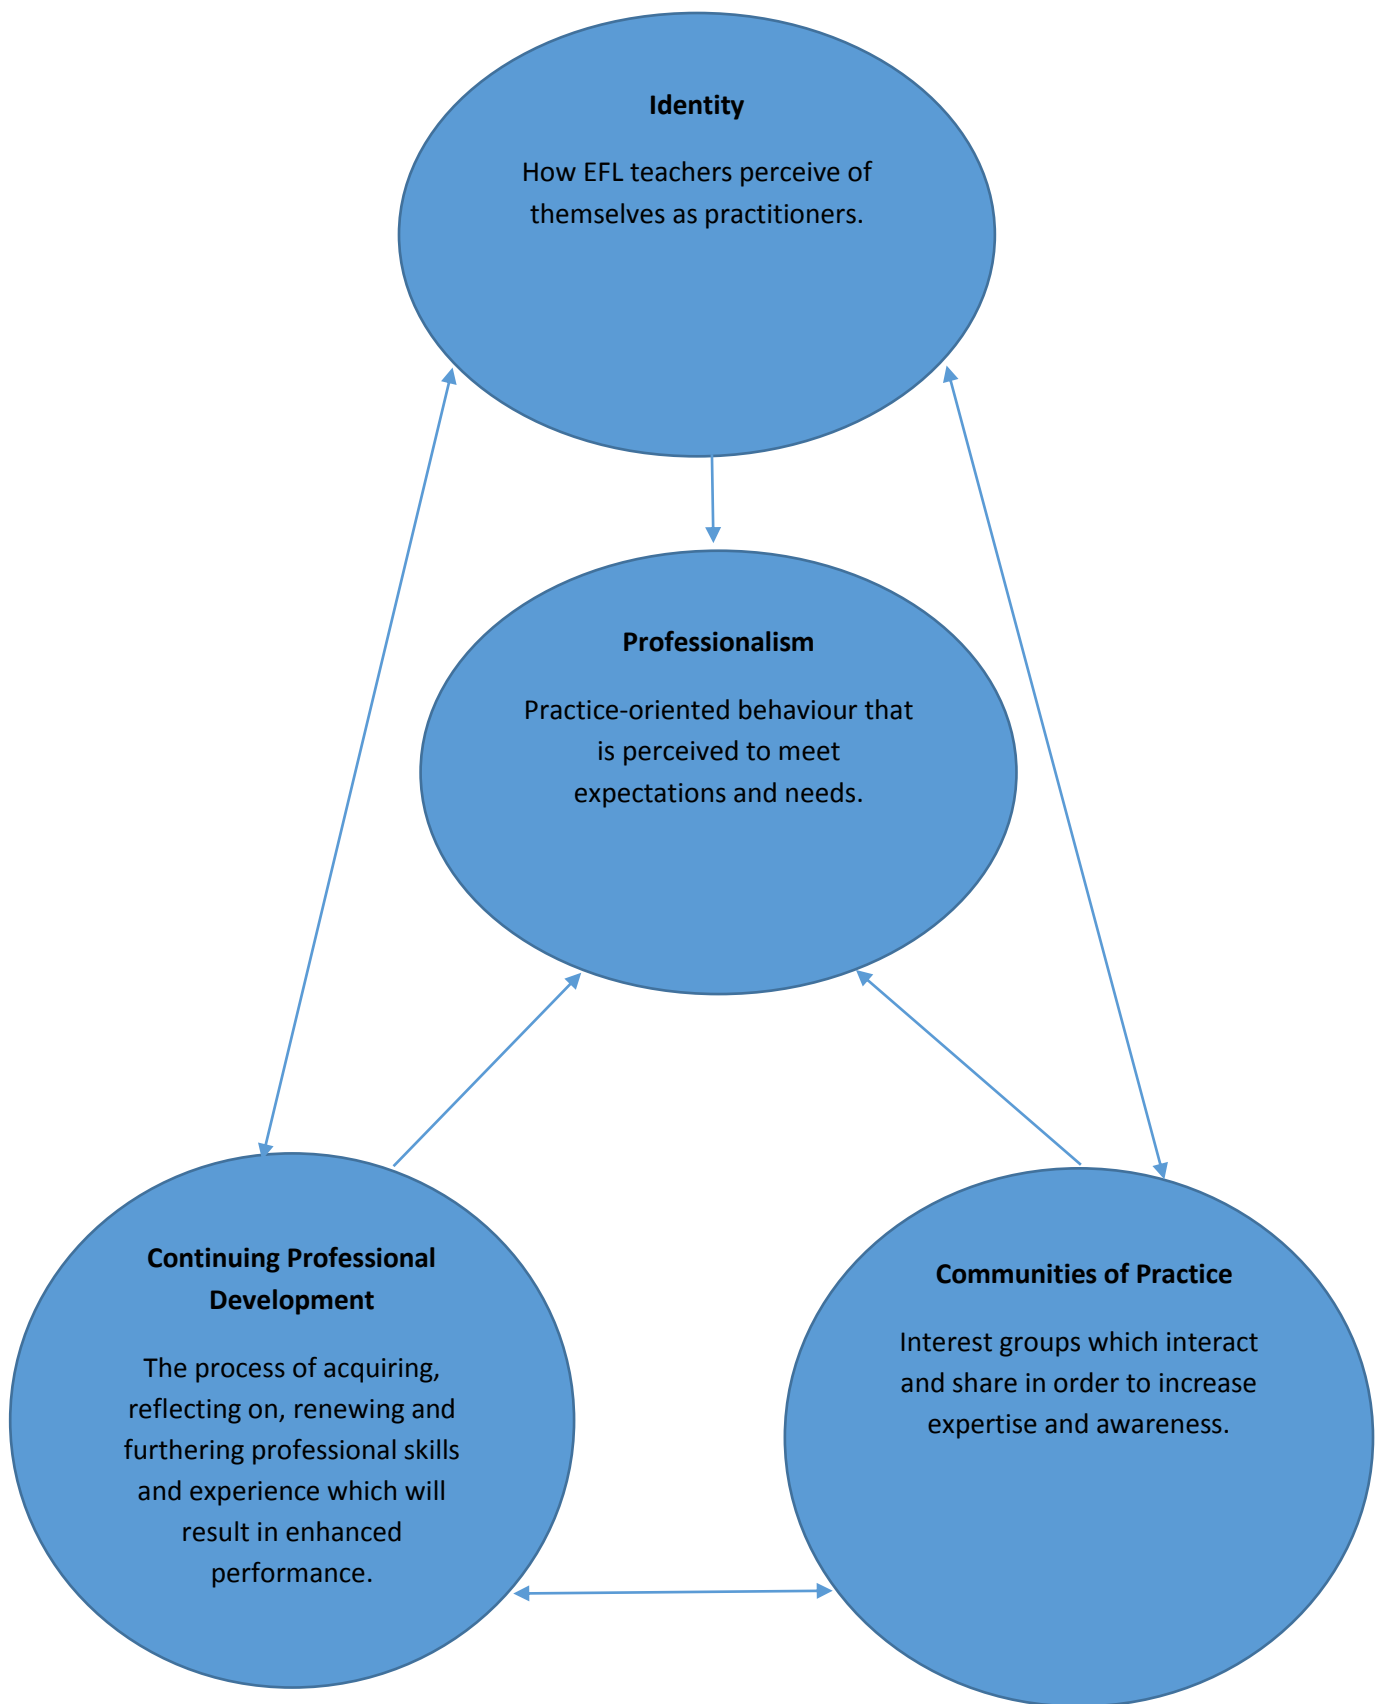 Identity
How EFL teachers perceive of
themselves as practitioners.
Professionalism
Practice-oriented behaviour that
is perceived to meet
expectations and needs.
Continuing Professional
Development
The process of acquiring,
reflecting on, renewing and
furthering professional skills
and experience which will
result in enhanced
performance.
Communities of Practice
Interest groups which interact
and share in order to increase
expertise and awareness.